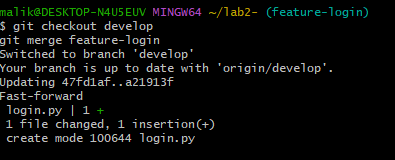 malik@DESKTOP-N4U5EUV MINGW64 ~/lab2- (feature-login)
$ git checkout develop
git merge feature-login
Switched to branch 'develop'
Your branch is up to date with 'origin/develop'.
Updating 47fd1af..a21913f
Fast-forward
 login.py | 1 +
 1 file changed, 1 insertion(+)
 create mode 100644 login.py